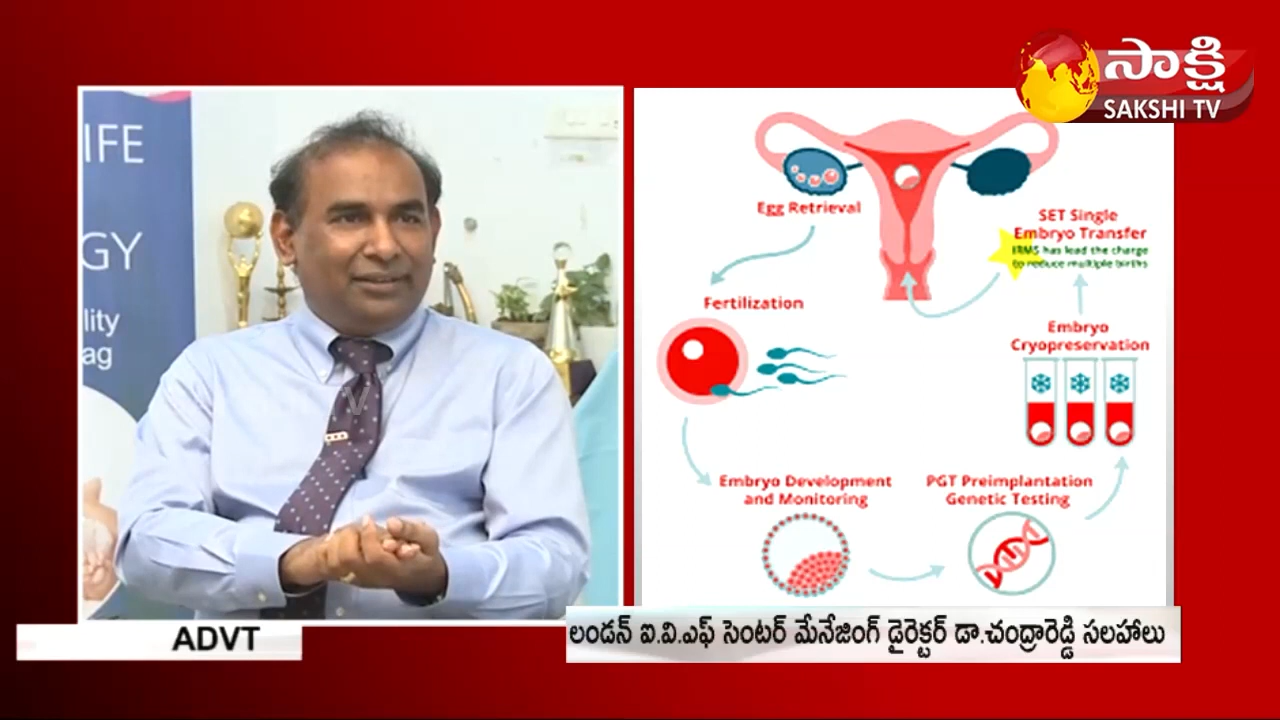 సాక్షి
SAKSHI TV
IFE
GY
lity
ag
V
Egg Retrieval
SET Single
Embryo Transfer
IRMS has lead the charge
to reduce multiple births
Fertilization
Embryo
Cryopreservation
Embryo Development
and Monitoring
PGT Preimplantation
Genetic Testing
ADVT
లండన్ ఐ.వి.ఎఫ్ సెంటర్ మేనేజింగ్ డైరెక్టర్ డా.చంద్రారెడ్డి సలహాలు